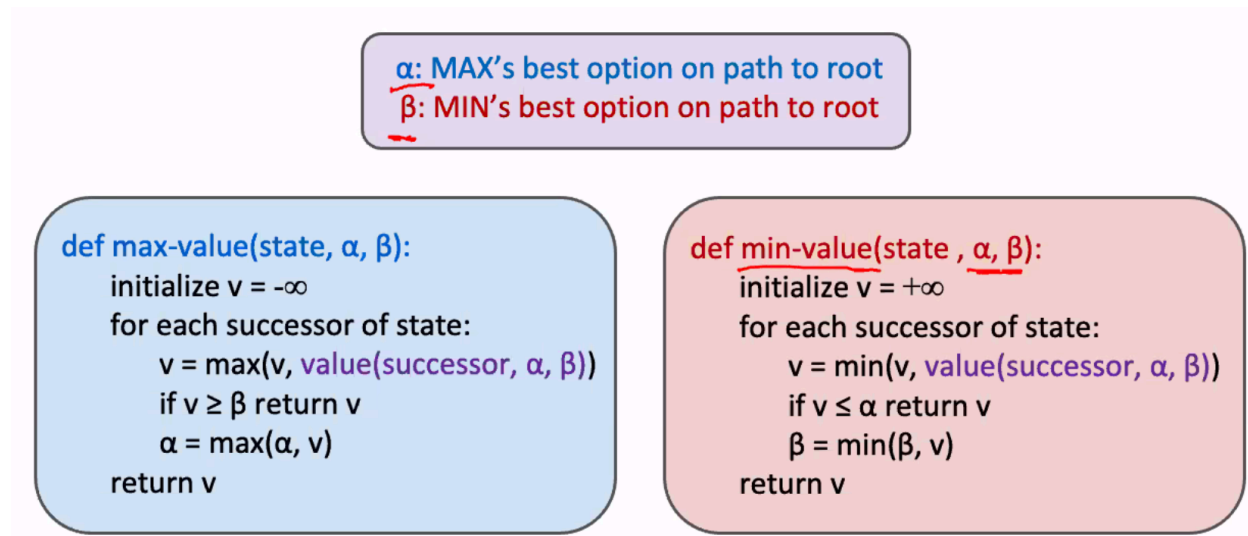 α: MAX's best option on path to root
β: MIN's best option on path to root
def max-value(state, α, β):
initialize v = -∞
for each successor of state:
v = max(v, value(successor, α, β))
if v ≥ β return v
α = max(α, v)
return v
def min-value(state , α, β):
initialize v = +∞
for each successor of state:
v = min(v, value(successor, α, β))
if v ≤ α return v
β = min(β, v)
return v